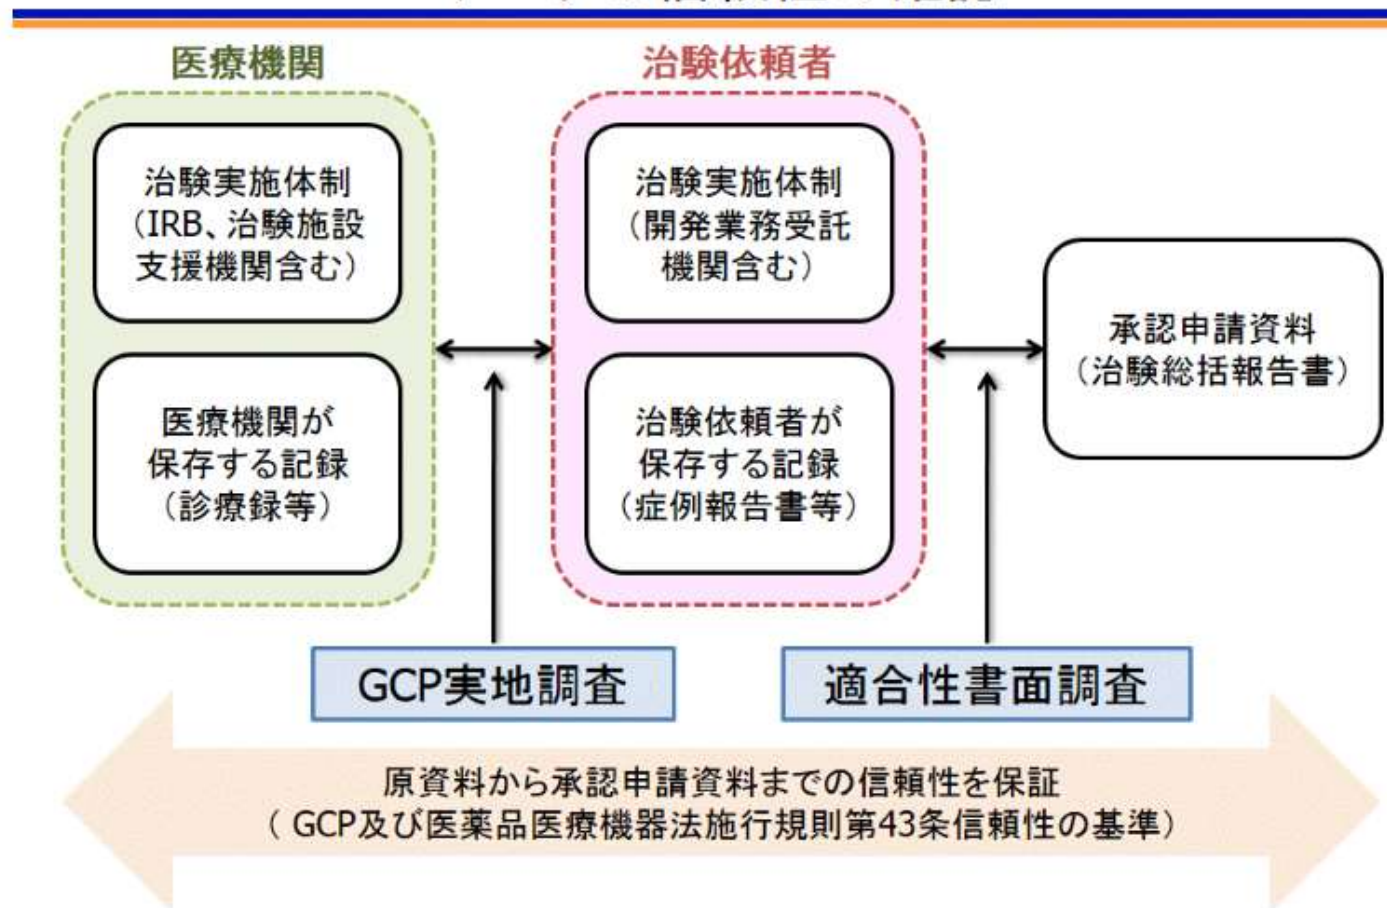 医療機関
治験実施体制
（IRB、治験施設
支援機関含む）
医療機関が
保存する記録
（診療録等）
治験依頼者
治験実施体制
（開発業務受託
機関含む）
治験依頼者が
保存する記録
（症例報告書等）
承認申請資料
（治験総括報告書）
GCP実地調査
適合性書面調査
原資料から承認申請資料までの信頼性を保証
（ GCP及び医薬品医療機器法施行規則第43条信頼性の基準）